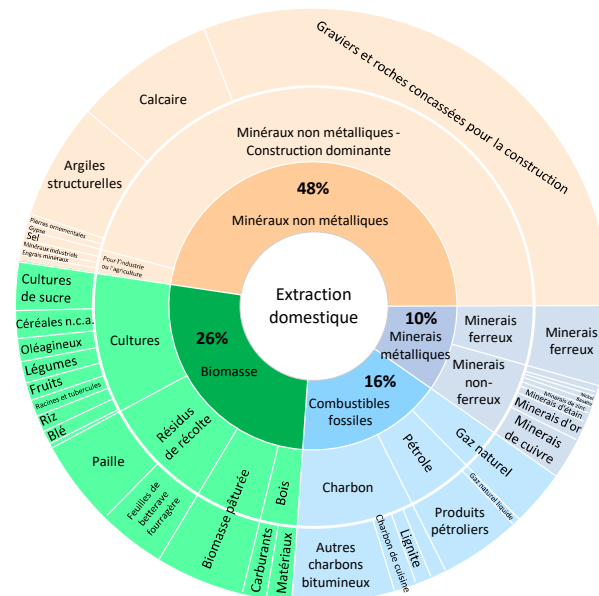 Extraction
domestique
48%
Minéraux non métalliques
10%
Minerais
métalliques
16%
Combustibles
fossiles
26%
Biomasse
Minéraux non métalliques -
Construction dominante
Minerais
ferreux
Minerais
non-
ferreux
Gaz naturel
Pétrole
Charbon
Bois
Biomasse pâturée
Résidus
de récolte
Cultures
Pour l'industrie
ou l'agriculture
Graviers et roches concassées pour la construction
Minerais
ferreux
Nickel
Bauxite
Minerais de zinc
Minerais d'étain
Minerais d'or
Minerais
de cuivre
Gaz naturel liquide
Produits
pétroliers
Lignite
Charbon de cuisine
Autres
charbons
bitumineux
Matériaux
Carburants
Feuilles de
betterave
fourragère
Paille
Blé
Riz
Racines et tubercules
Fruits
Légumes
Oléagineux
Céréales n.c.a.
Cultures
de sucre
Engrais minéraux
Minéraux industriels
Sel
Gypse
Pierres ornementales
Argiles
structurelles
Calcaire